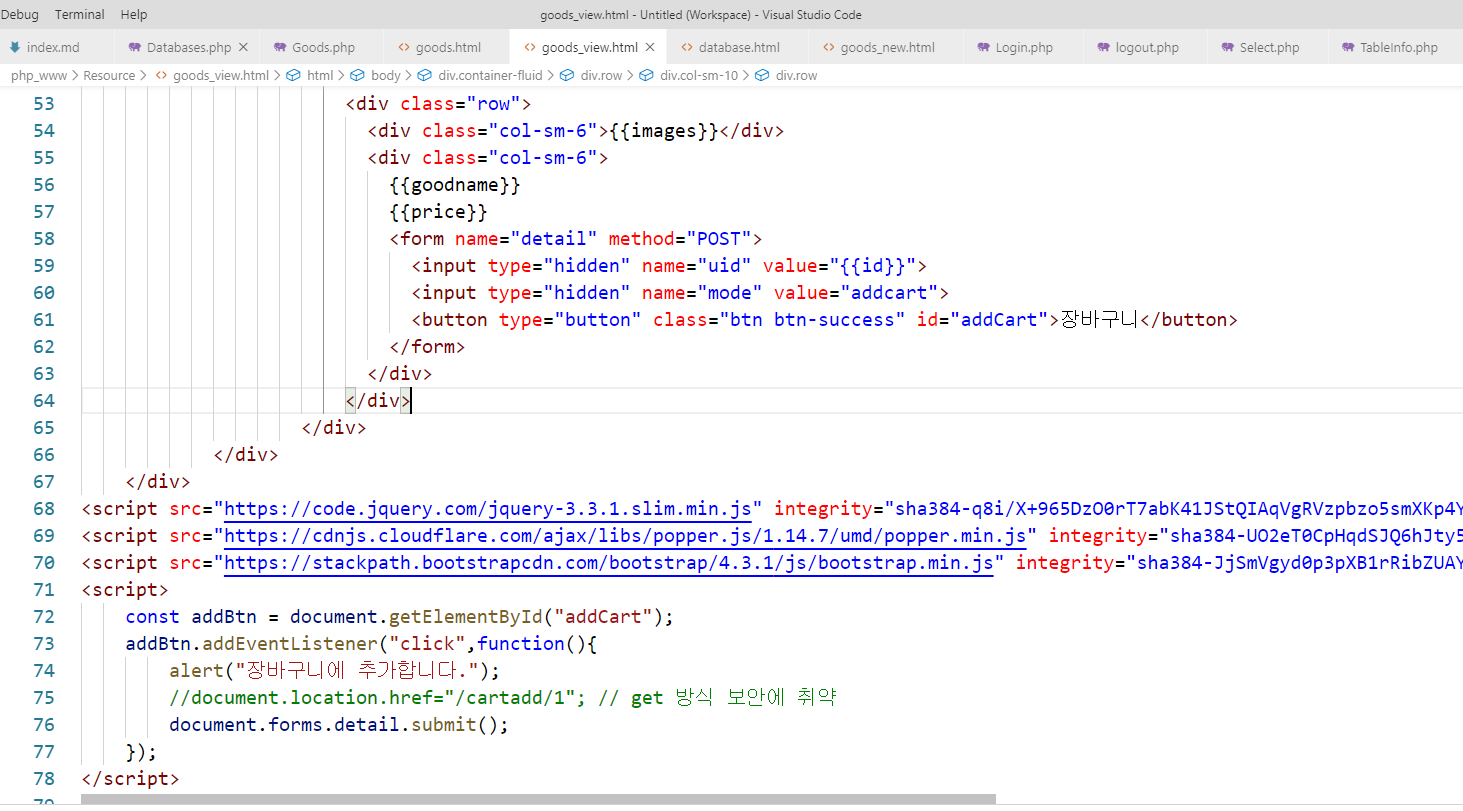 Debug Terminal Help goods_view.html - Untitled (Workspace) - Visual Studio Code
index.md Databases.php Goods.php goods.html goods_view.html database.html goods_new.html Login.php logout.php Select.php TableInfo.php
php_www > Resource > goods_view.html > html > body > div.container-fluid > div.row > div.col-sm-10 > div.row
53 <div class="row">
54 <div class="col-sm-6">{{images}}</div>
55 <div class="col-sm-6">
56 {{goodname}}
57 {{price}}
58 <form name="detail" method="POST">
59 <input type="hidden" name="uid" value="{{id}}">
60 <input type="hidden" name="mode" value="addcart">
61 <button type="button" class="btn btn-success" id="addCart">장바구니</button>
62 </form>
63 </div>
64 </div>
65 </div>
66 </div>
67 </div>
68 <script src="https://code.jquery.com/jquery-3.3.1.slim.min.js" integrity="sha384-q8i/X+965DzO0rT7abK41JStQIAqVgRVzpbzo5smXKp4Y
69 <script src="https://cdnjs.cloudflare.com/ajax/libs/popper.js/1.14.7/umd/popper.min.js" integrity="sha384-UO2eT0CpHqdSJQ6hJty5
70 <script src="https://stackpath.bootstrapcdn.com/bootstrap/4.3.1/js/bootstrap.min.js" integrity="sha384-JjSmVgyd0p3pXB1rRibZUAY
71 <script>
72 const addBtn = document.getElementById("addCart");
73 addBtn.addEventListener("click",function(){
74 alert("장바구니에 추가합니다.");
75 //document.location.href="/cartadd/1"; // get 방식 보안에 취약
76 document.forms.detail.submit();
77 });
78 </script>
79